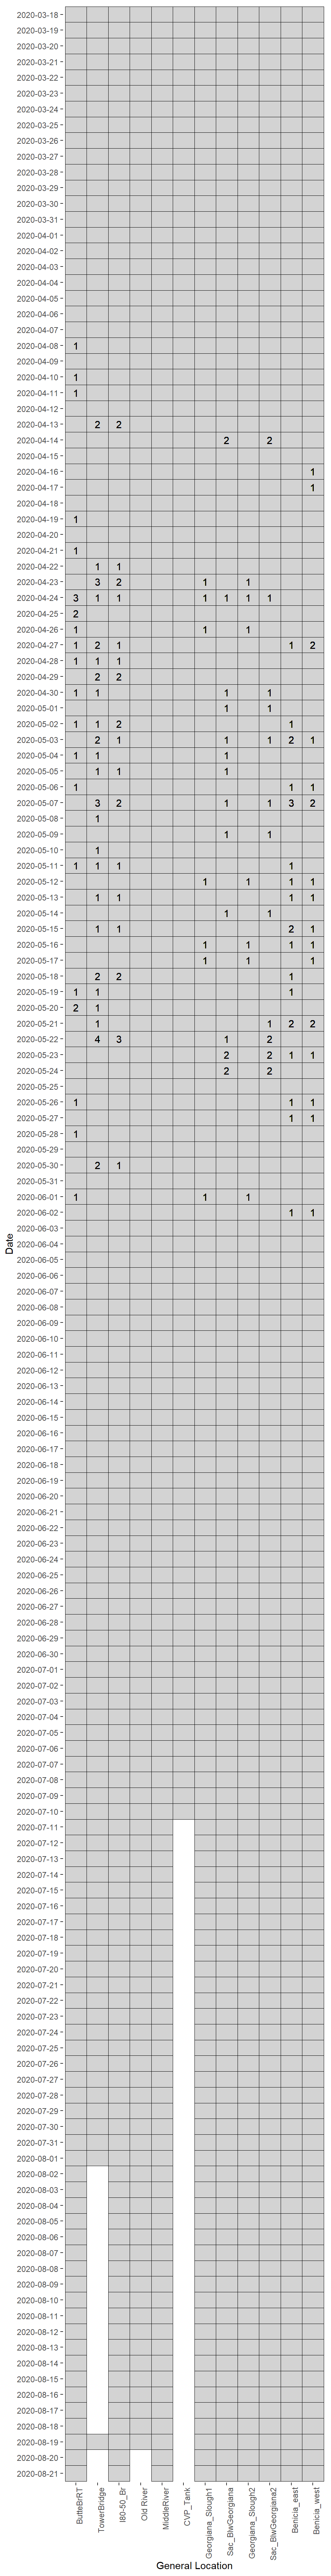 2020-03-18
2020-03-19
2020-03-20
2020-03-21
2020-03-22
2020-03-23
2020-03-24
2020-03-25
2020-03-26
2020-03-27
2020-03-28
2020-03-29
2020-03-30
2020-03-31
2020-04-01
2020-04-02
2020-04-03
2020-04-04
2020-04-05
2020-04-06
2020-04-07
2020-04-08 1
2020-04-09
2020-04-10 1
2020-04-11 1
2020-04-12
2020-04-13 2 2
2020-04-14 2 2
2020-04-15
2020-04-16 1
2020-04-17 1
2020-04-18
2020-04-19 1
2020-04-20
2020-04-21 1
2020-04-22 1 1
2020-04-23 3 2 1 1
2020-04-24 3 1 1 1 1 1 1
2020-04-25 2
2020-04-26 1 1 1
2020-04-27 1 2 1 1 2
2020-04-28 1 1 1
2020-04-29 2 2
2020-04-30 1 1 1 1
2020-05-01 1 1
2020-05-02 1 1 2 1
2020-05-03 2 1 1 1 2 1
2020-05-04 1 1 1
2020-05-05 1 1 1
2020-05-06 1 1 1
2020-05-07 3 2 1 1 3 2
2020-05-08 1
2020-05-09 1 1
2020-05-10 1
2020-05-11 1 1 1 1
2020-05-12 1 1 1 1
2020-05-13 1 1 1 1
2020-05-14 1 1
2020-05-15 1 1 2 1
2020-05-16 1 1 1 1
2020-05-17 1 1 1
2020-05-18 2 2 1
2020-05-19 1 1 1
2020-05-20 2 1
2020-05-21 1 1 2 2
2020-05-22 4 3 1 2
2020-05-23 2 2 1 1
2020-05-24 2 2
2020-05-25
2020-05-26 1 1 1
2020-05-27 1 1
2020-05-28 1
2020-05-29
2020-05-30 2 1
2020-05-31
2020-06-01 1 1 1
2020-06-02 1 1
2020-06-03
2020-06-04
2020-06-05
2020-06-06
2020-06-07
2020-06-08
2020-06-09
2020-06-10
2020-06-11
2020-06-12
2020-06-13
2020-06-14
2020-06-15
2020-06-16
2020-06-17
2020-06-18
2020-06-19
2020-06-20
2020-06-21
2020-06-22
2020-06-23
2020-06-24
2020-06-25
2020-06-26
2020-06-27
2020-06-28
2020-06-29
2020-06-30
2020-07-01
2020-07-02
2020-07-03
2020-07-04
2020-07-05
2020-07-06
2020-07-07
2020-07-08
2020-07-09
2020-07-10
2020-07-11
2020-07-12
2020-07-13
2020-07-14
2020-07-15
2020-07-16
2020-07-17
2020-07-18
2020-07-19
2020-07-20
2020-07-21
2020-07-22
2020-07-23
2020-07-24
2020-07-25
2020-07-26
2020-07-27
2020-07-28
2020-07-29
2020-07-30
2020-07-31
2020-08-01
2020-08-02
2020-08-03
2020-08-04
2020-08-05
2020-08-06
2020-08-07
2020-08-08
2020-08-09
2020-08-10
2020-08-11
2020-08-12
2020-08-13
2020-08-14
2020-08-15
2020-08-16
2020-08-17
2020-08-18
2020-08-19
2020-08-20
2020-08-21
Date
ButteBrRT
TowerBridge
I80-50_Br
Old River
MiddleRiver
CVP_Tank
Georgiana_Slough1
Sac_BlwGeorgiana
Georgiana_Slough2
Sac_BlwGeorgiana2
Benicia_east
Benicia_west
General Location